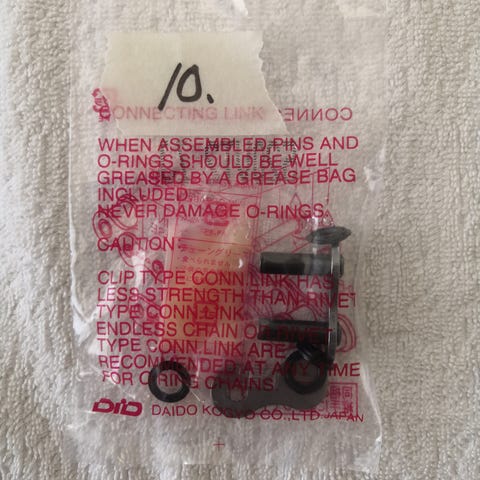 10.
CONNECTING LINK CONNE
WHEN ASSEMBLED,PINS AND
O-RINGS SHOULD BE WELL
GREASED BY A GREASE BAG
INCLUDED.
NEVER DAMAGE O-RINGS.
CAUTION:
CLIP TYPE CONN.LINK HAS
LESS STRENGTH THAN RIVET
TYPE CONN.LINK.
ENDLESS CHAIN OR RIVET
TYPE CONN.LINK ARE
RECOMMENDED AT ANY TIME
FOR O-RING CHAINS
DID DAIDO KOGYO CO.,LTD.JAPAN